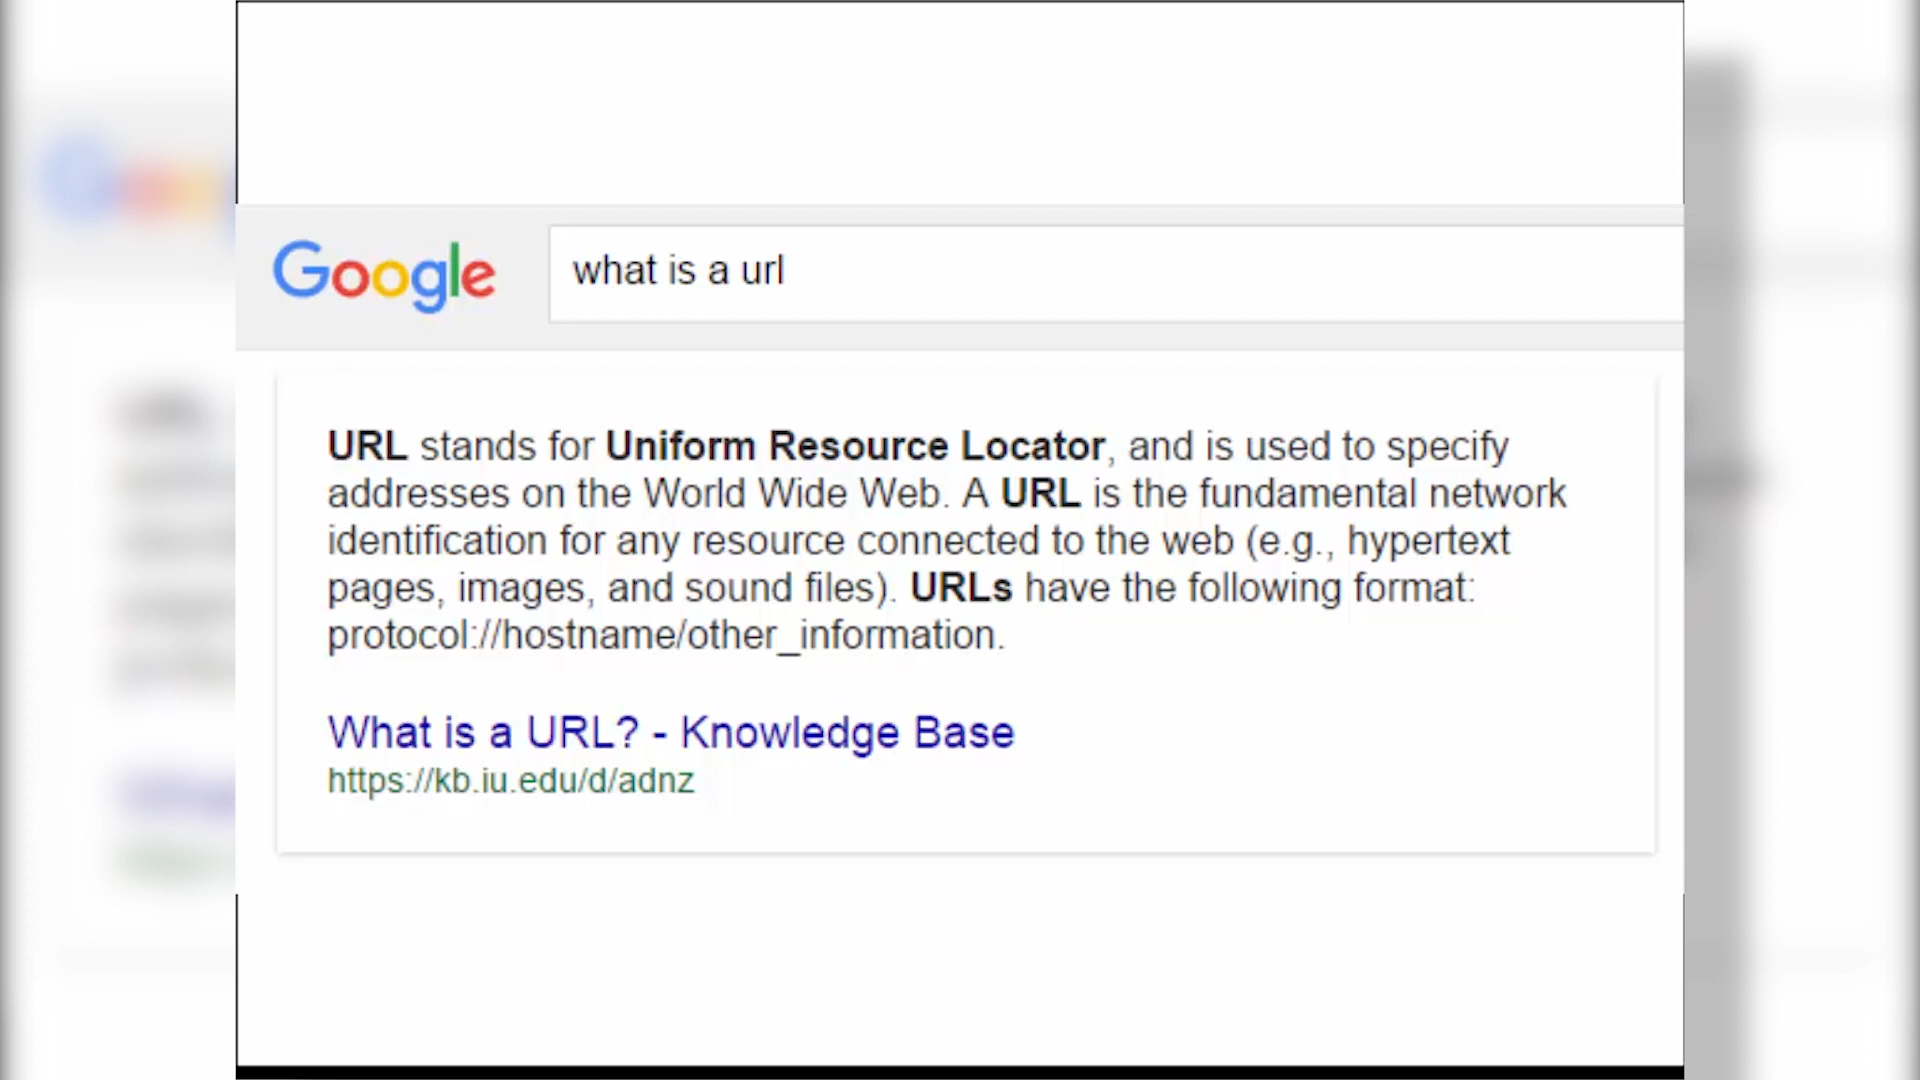 Google
what is a url
URL stands for Uniform Resource Locator, and is used to specify
addresses on the World Wide Web. A URL is the fundamental network
identification for any resource connected to the web (e.g., hypertext
pages, images, and sound files). URLs have the following format:
protocol://hostname/other_information.
What is a URL? - Knowledge Base
https://kb.iu.edu/d/adnz